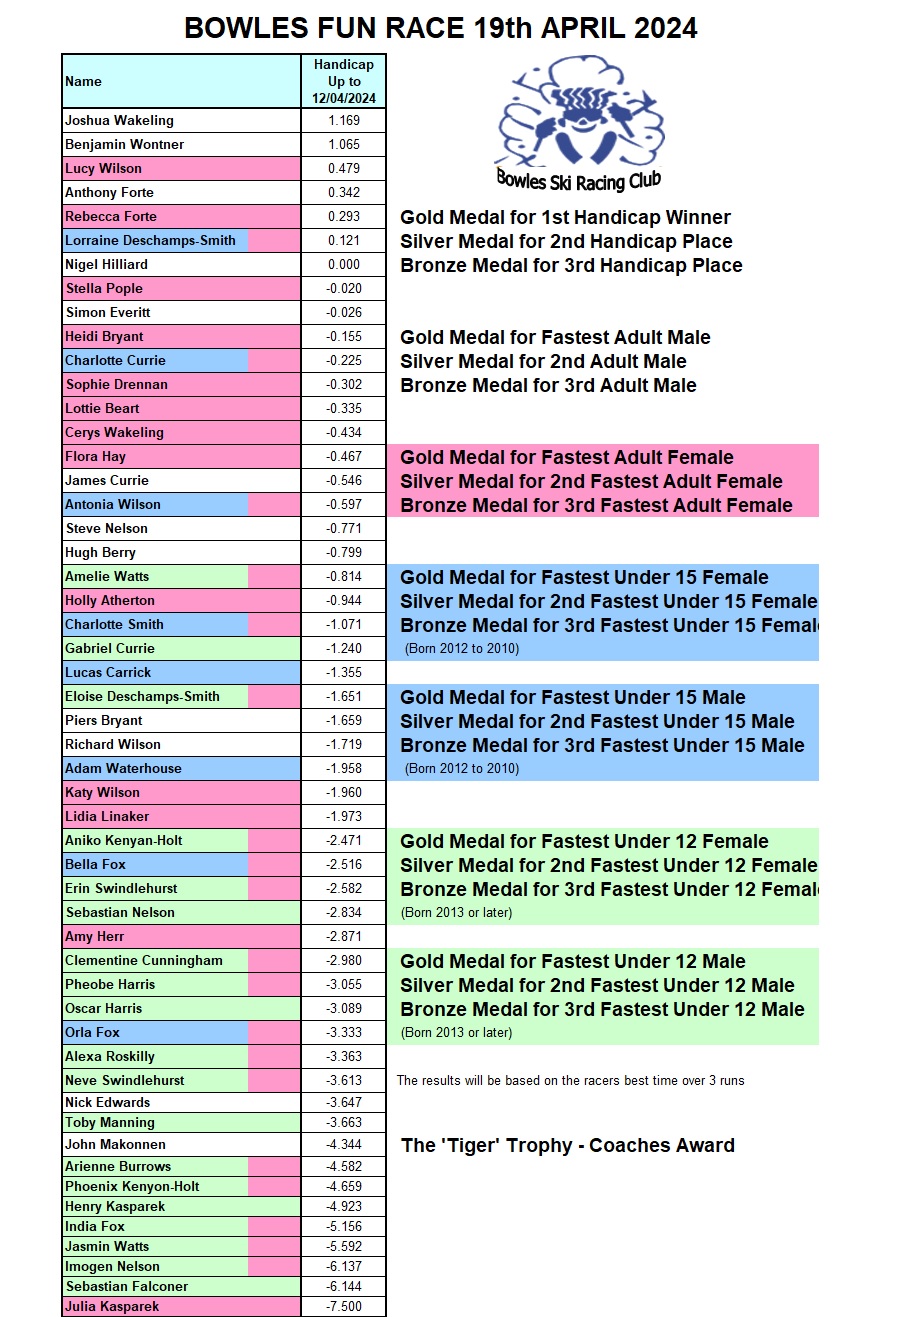 BOWLES FUN RACE 19th APRIL 2024
Name
Handicap
Up to
12/04/2024
Joshua Wakeling 1.169
Benjamin Wontner 1.065
Lucy Wilson 0.479
Anthony Forte 0.342
Rebecca Forte 0.293
Lorraine Deschamps-Smith 0.121
Nigel Hilliard 0.000
Stella Pople -0.020
Simon Everitt -0.026
Heidi Bryant -0.155
Charlotte Currie -0.225
Sophie Drennan -0.302
Lottie Beart -0.335
Cerys Wakeling -0.434
Flora Hay -0.467
James Currie -0.546
Antonia Wilson -0.597
Steve Nelson -0.771
Hugh Berry -0.799
Amelie Watts -0.814
Holly Atherton -0.944
Charlotte Smith -1.071
Gabriel Currie -1.240
Lucas Carrick -1.355
Eloise Deschamps-Smith -1.651
Piers Bryant -1.659
Richard Wilson -1.719
Adam Waterhouse -1.958
Katy Wilson -1.960
Lidia Linaker -1.973
Aniko Kenyan-Holt -2.471
Bella Fox -2.516
Erin Swindlehurst -2.582
Sebastian Nelson -2.834
Amy Herr -2.871
Clementine Cunningham -2.980
Pheobe Harris -3.055
Oscar Harris -3.089
Orla Fox -3.333
Alexa Roskilly -3.363
Neve Swindlehurst -3.613
Nick Edwards -3.647
Toby Manning -3.663
John Makonnen -4.344
Arienne Burrows -4.582
Phoenix Kenyon-Holt -4.659
Henry Kasparek -4.923
India Fox -5.156
Jasmin Watts -5.592
Imogen Nelson -6.137
Sebastian Falconer -6.144
Julia Kasparek -7.500
Bowles Ski Racing Club
Gold Medal for 1st Handicap Winner
Silver Medal for 2nd Handicap Place
Bronze Medal for 3rd Handicap Place
Gold Medal for Fastest Adult Male
Silver Medal for 2nd Adult Male
Bronze Medal for 3rd Adult Male
Gold Medal for Fastest Adult Female
Silver Medal for 2nd Fastest Adult Female
Bronze Medal for 3rd Fastest Adult Female
Gold Medal for Fastest Under 15 Female
Silver Medal for 2nd Fastest Under 15 Female
Bronze Medal for 3rd Fastest Under 15 Femal
(Born 2012 to 2010)
Gold Medal for Fastest Under 15 Male
Silver Medal for 2nd Fastest Under 15 Male
Bronze Medal for 3rd Fastest Under 15 Male
(Born 2012 to 2010)
Gold Medal for Fastest Under 12 Female
Silver Medal for 2nd Fastest Under 12 Female
Bronze Medal for 3rd Fastest Under 12 Femal
(Born 2013 or later)
Gold Medal for Fastest Under 12 Male
Silver Medal for 2nd Fastest Under 12 Male
Bronze Medal for 3rd Fastest Under 12 Male
(Born 2013 or later)
The results will be based on the racers best time over 3 runs
The 'Tiger' Trophy - Coaches Award